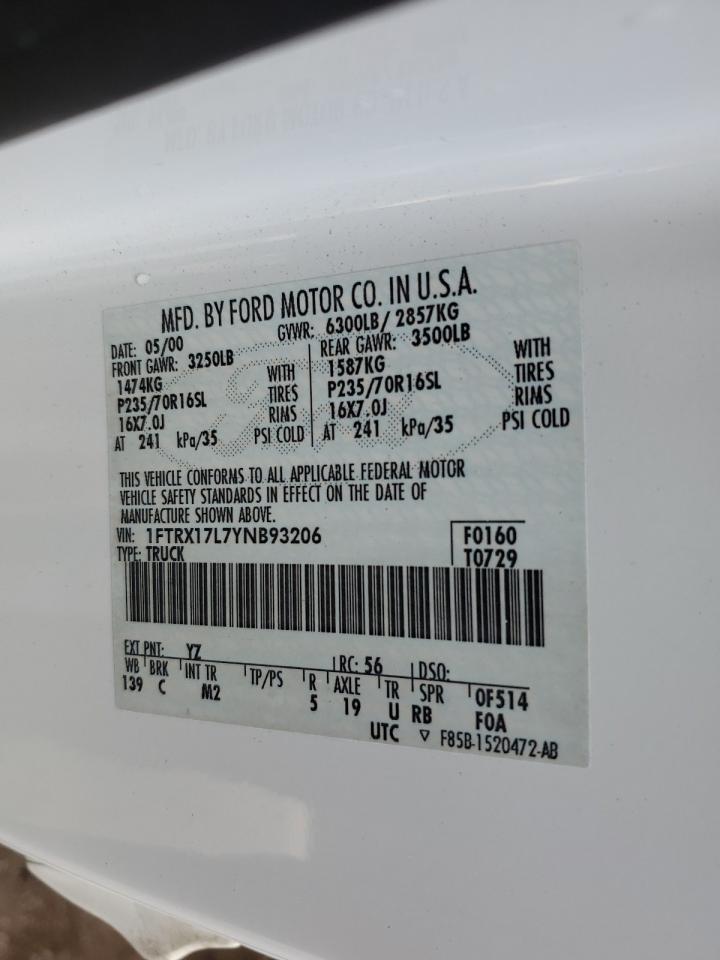 MFD. BY FORD MOTOR CO. IN U.S.A.
DATE: 05/00 GVWR: 6300LB/ 2857KG
FRONT GAWR: 3250LB REAR GAWR: 3500LB
1474KG WITH 1587KG WITH
P235/70R16SL TIRES P235/70R16SL TIRES
16X7.0J RIMS 16X7.0J RIMS
AT 241 kPa/35 PSI COLD AT 241 kPa/35 PSI COLD
THIS VEHICLE CONFORMS TO ALL APPLICABLE FEDERAL MOTOR
VEHICLE SAFETY STANDARDS IN EFFECT ON THE DATE OF
MANUFACTURE SHOWN ABOVE.
VIN: 1FTRX17L7YNB93206 F0160
TYPE: TRUCK T0729
EXT PNT: YZ RC: 56 DSO:
WB BRK INT TR TP/PS R AXLE TR SPR 0F514
139 C M2 5 19 U RB F0A
UTC ▽ F85B-1520472-AB